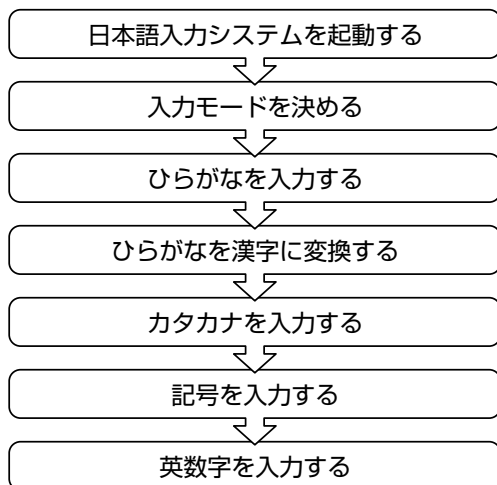 日本語入力システムを起動する
入力モードを決める
ひらがなを入力する
ひらがなを漢字に変換する
カタカナを入力する
記号を入力する
英数字を入力する